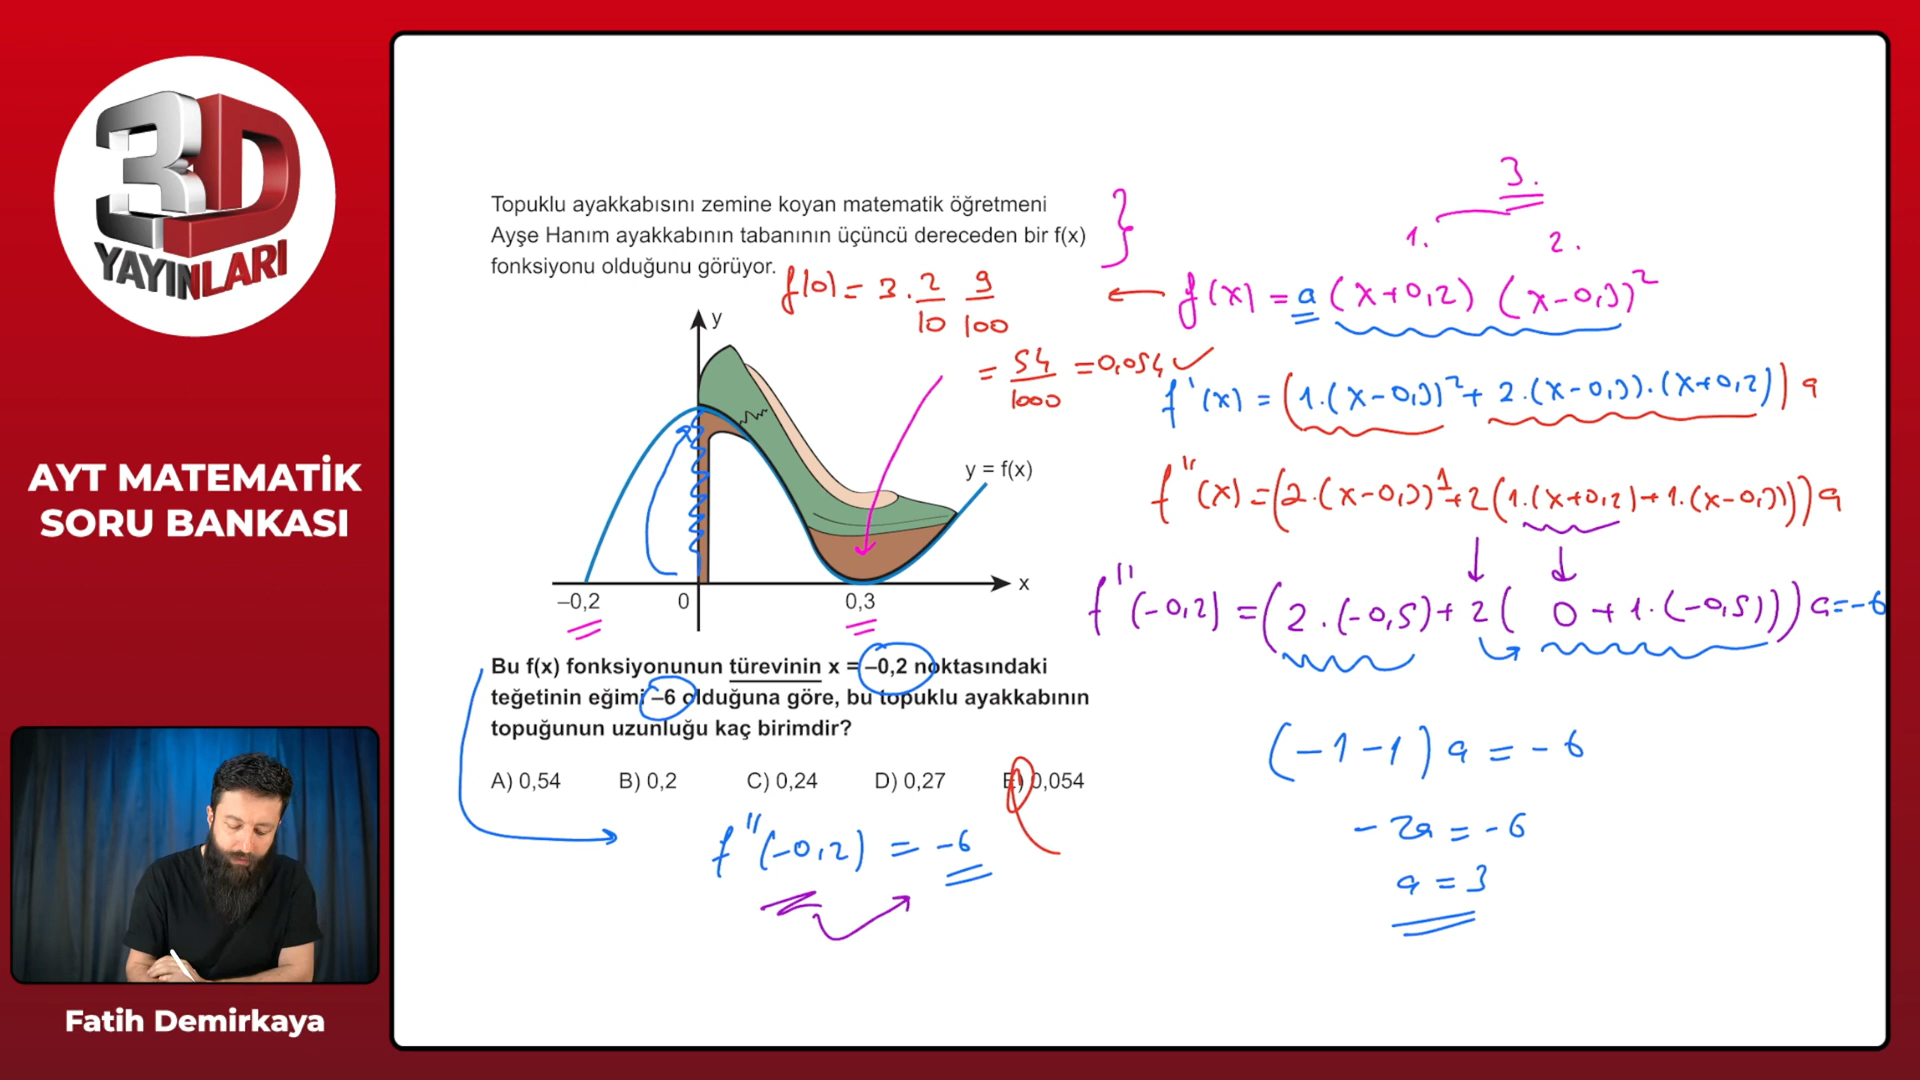 3D
YAYINLARI
AYT MATEMATİK
SORU BANKASI
Fatih Demirkaya
Topuklu ayakkabısını zemine koyan matematik öğretmeni
Ayşe Hanım ayakkabının tabanının üçüncü dereceden bir f(x)
fonksiyonu olduğunu görüyor.
f(0) = 3 . 2/10 9/100
= 54/1000 = 0,054 ✓
y
y = f(x)
x
–0,2
0
0,3
Bu f(x) fonksiyonunun türevinin x = –0,2 noktasındaki
teğetinin eğimi –6 olduğuna göre, bu topuklu ayakkabının
topuğunun uzunluğu kaç birimdir?
A) 0,54 B) 0,2 C) 0,24 D) 0,27 E) 0,054
f''(-0,2) = -6
3.
1. 2.
f(x) = a(x+0,2) (x-0,3)²
f'(x) = (1.(x-0,3)² + 2.(x-0,3).(x+0,2)) a
f''(x) = (2.(x-0,3)¹ + 2(1.(x+0,2)+1.(x-0,3))) a
f''(-0,2) = (2.(-0,5) + 2( 0 + 1.(-0,5))) a = -6
(-1-1) a = -6
-2a = -6
a = 3